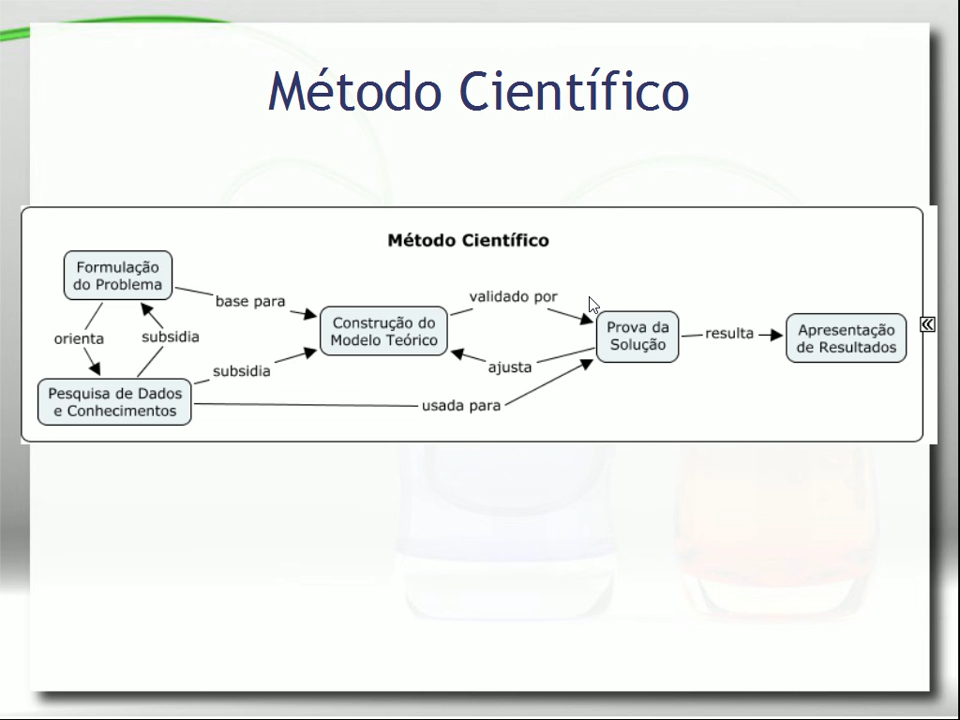 Método Científico
Método Científico
Formulação
do Problema
base para
validado por
orienta
subsidia
Construção do
Modelo Teórico
Prova da
Solução
resulta
Apresentação
de Resultados
subsidia
ajusta
Pesquisa de Dados
e Conhecimentos
usada para